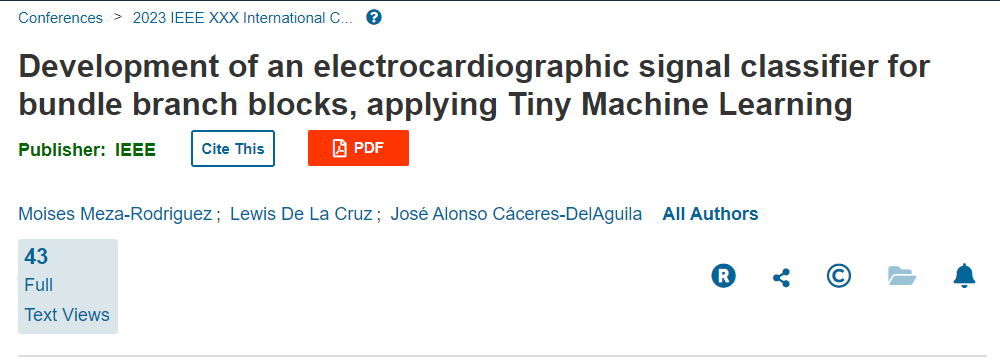 Conferences > 2023 IEEE XXX International C... ?
Development of an electrocardiographic signal classifier for
bundle branch blocks, applying Tiny Machine Learning
Publisher: IEEE Cite This PDF
Moises Meza-Rodriguez ; Lewis De La Cruz ; José Alonso Cáceres-DelAguila All Authors
43
Full
Text Views
R ©